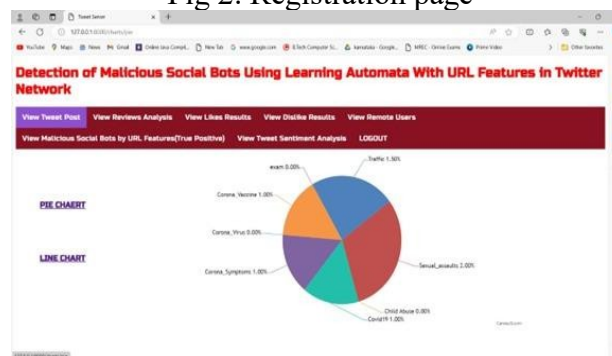 Fig 2: Registration page
Tweet Server
127.0.0.1:8000/charts/pie
YouTube Maps News Gmail Online Java Compil... New Tab www.google.com B.Tech Computer Sc... karnataka - Google... MREC - Online Exams Prime Video Other favorites
Detection of Malicious Social Bots Using Learning Automata With URL Features in Twitter
Network
View Tweet Post View Reviews Analysis View Likes Results View Dislike Results View Remote Users
View Malicious Social Bots by URL Features(True Positive) View Tweet Sentiment Analysis LOGOUT
exam 0.00%
Traffic 1.50%
Corona_Vaccine 1.00%
PIE CHAERT
Corona_Virus 0.00%
LINE CHART
Sexual_assaults 2.00%
Corona_Symptoms 1.00%
Child Abuse 0.00%
Covid19 1.00%
CanvasJS.com